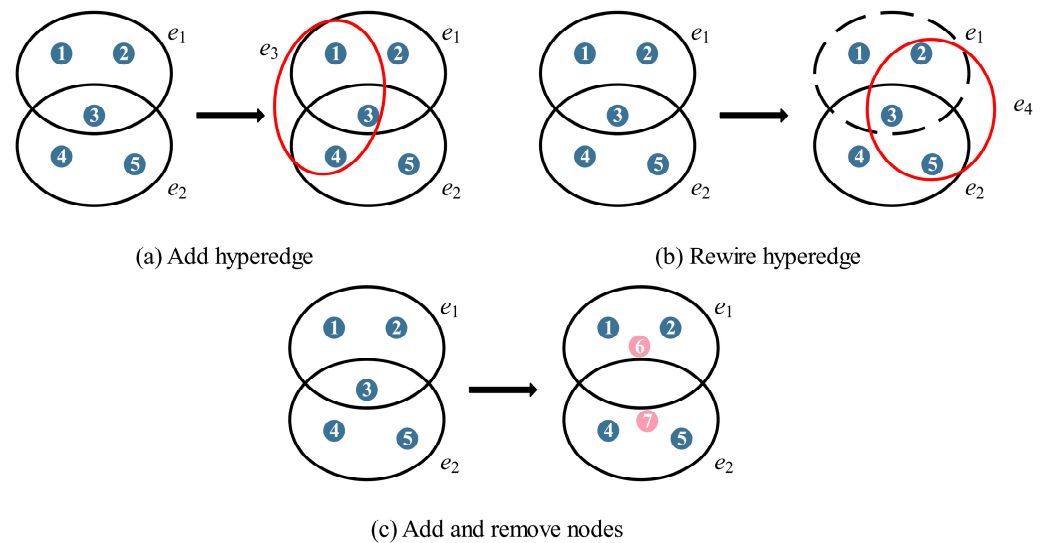 1 2 e1
3
4 5
e2
e3 1 2 e1
3
4 5
e2
(a) Add hyperedge
1 2 e1
3
4 5
e2
1 2 e1
3 e4
4 5
e2
(b) Rewire hyperedge
1 2 e1
3
4 5
e2
1 2 e1
6
7
4 5
e2
(c) Add and remove nodes